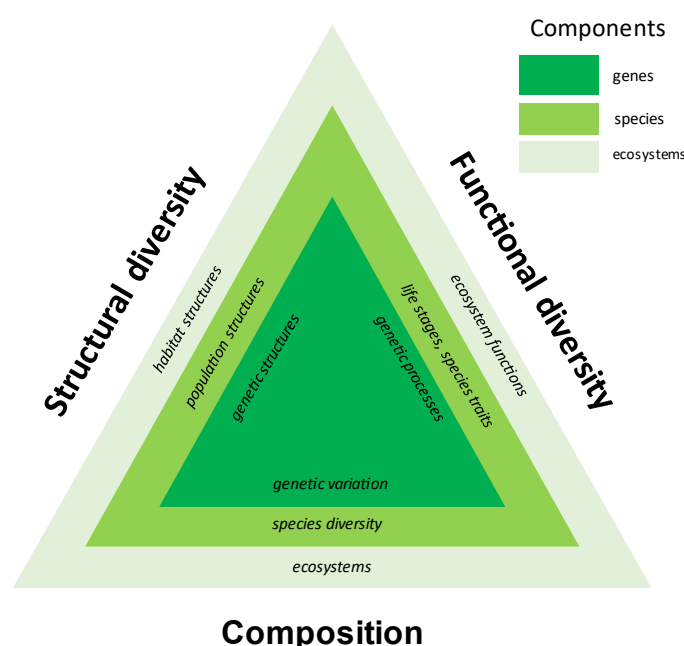 Components
genes
species
ecosystems
Structural diversity
Functional diversity
habitat structures
population structures
genetic structures
ecosystem functions
life stages, species traits
genetic processes
genetic variation
species diversity
ecosystems
Composition